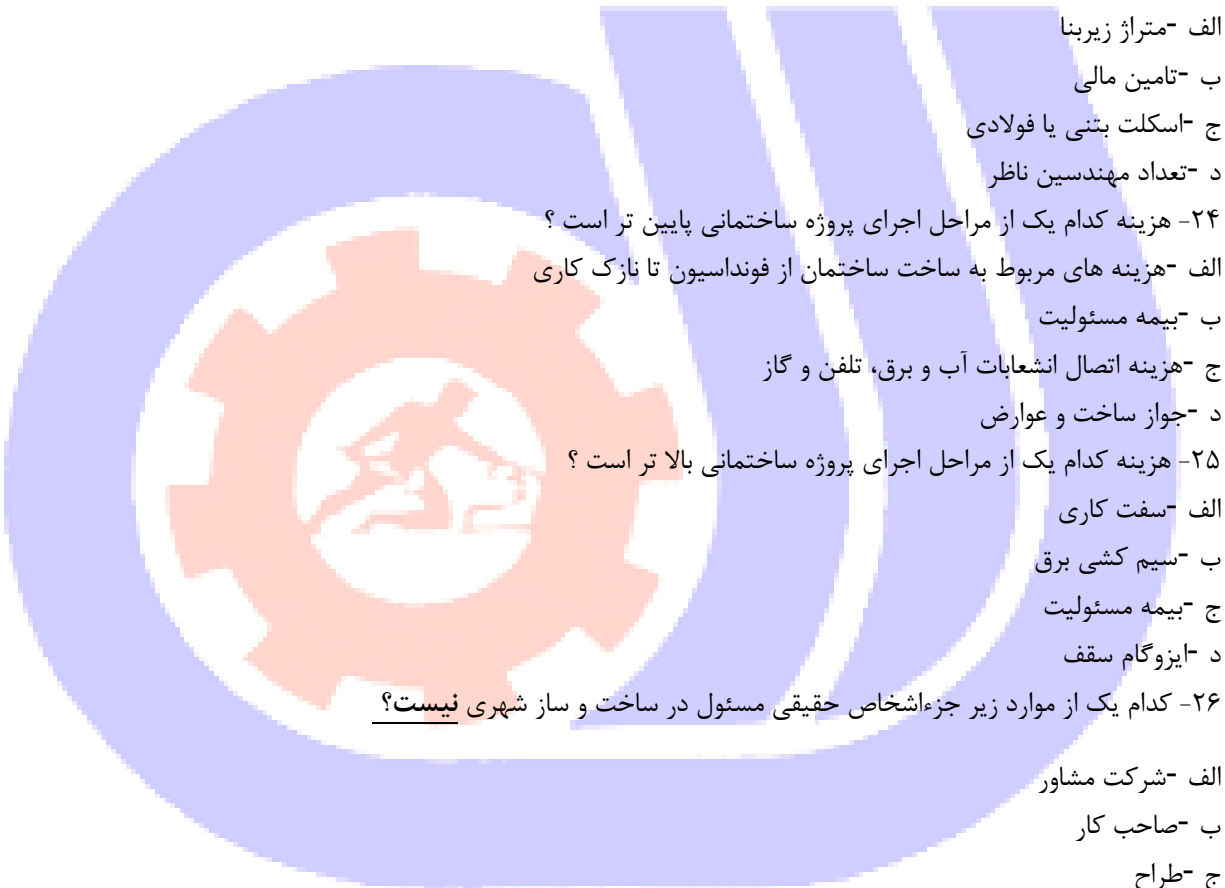 الف -متراژ زیربنا
ب -تامین مالی
ج -اسکلت بتنی یا فولادی
د -تعداد مهندسین ناظر
۲۴- هزینه کدام یک از مراحل اجرای پروژه ساختمانی پایین تر است ؟
الف -هزینه های مربوط به ساخت ساختمان از فونداسیون تا نازک کاری
ب -بیمه مسئولیت
ج -هزینه اتصال انشعابات آب و برق، تلفن و گاز
د -جواز ساخت و عوارض
۲۵- هزینه کدام یک از مراحل اجرای پروژه ساختمانی بالا تر است ؟
الف -سفت کاری
ب -سیم کشی برق
ج -بیمه مسئولیت
د -ایزوگام سقف
۲۶- کدام یک از موارد زیر جزءاشخاص حقیقی مسئول در ساخت و ساز شهری نیست؟
الف -شرکت مشاور
ب -صاحب کار
ج -طراح